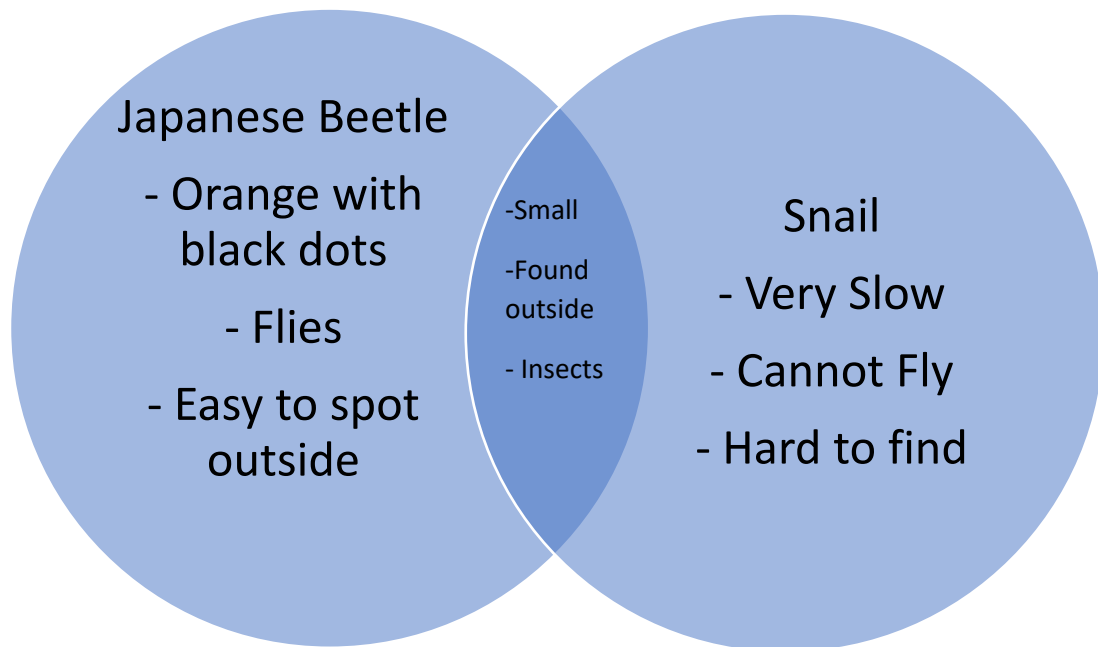 Japanese Beetle
- Orange with
black dots
- Flies
- Easy to spot
outside
-Small
-Found
outside
- Insects
Snail
- Very Slow
- Cannot Fly
- Hard to find